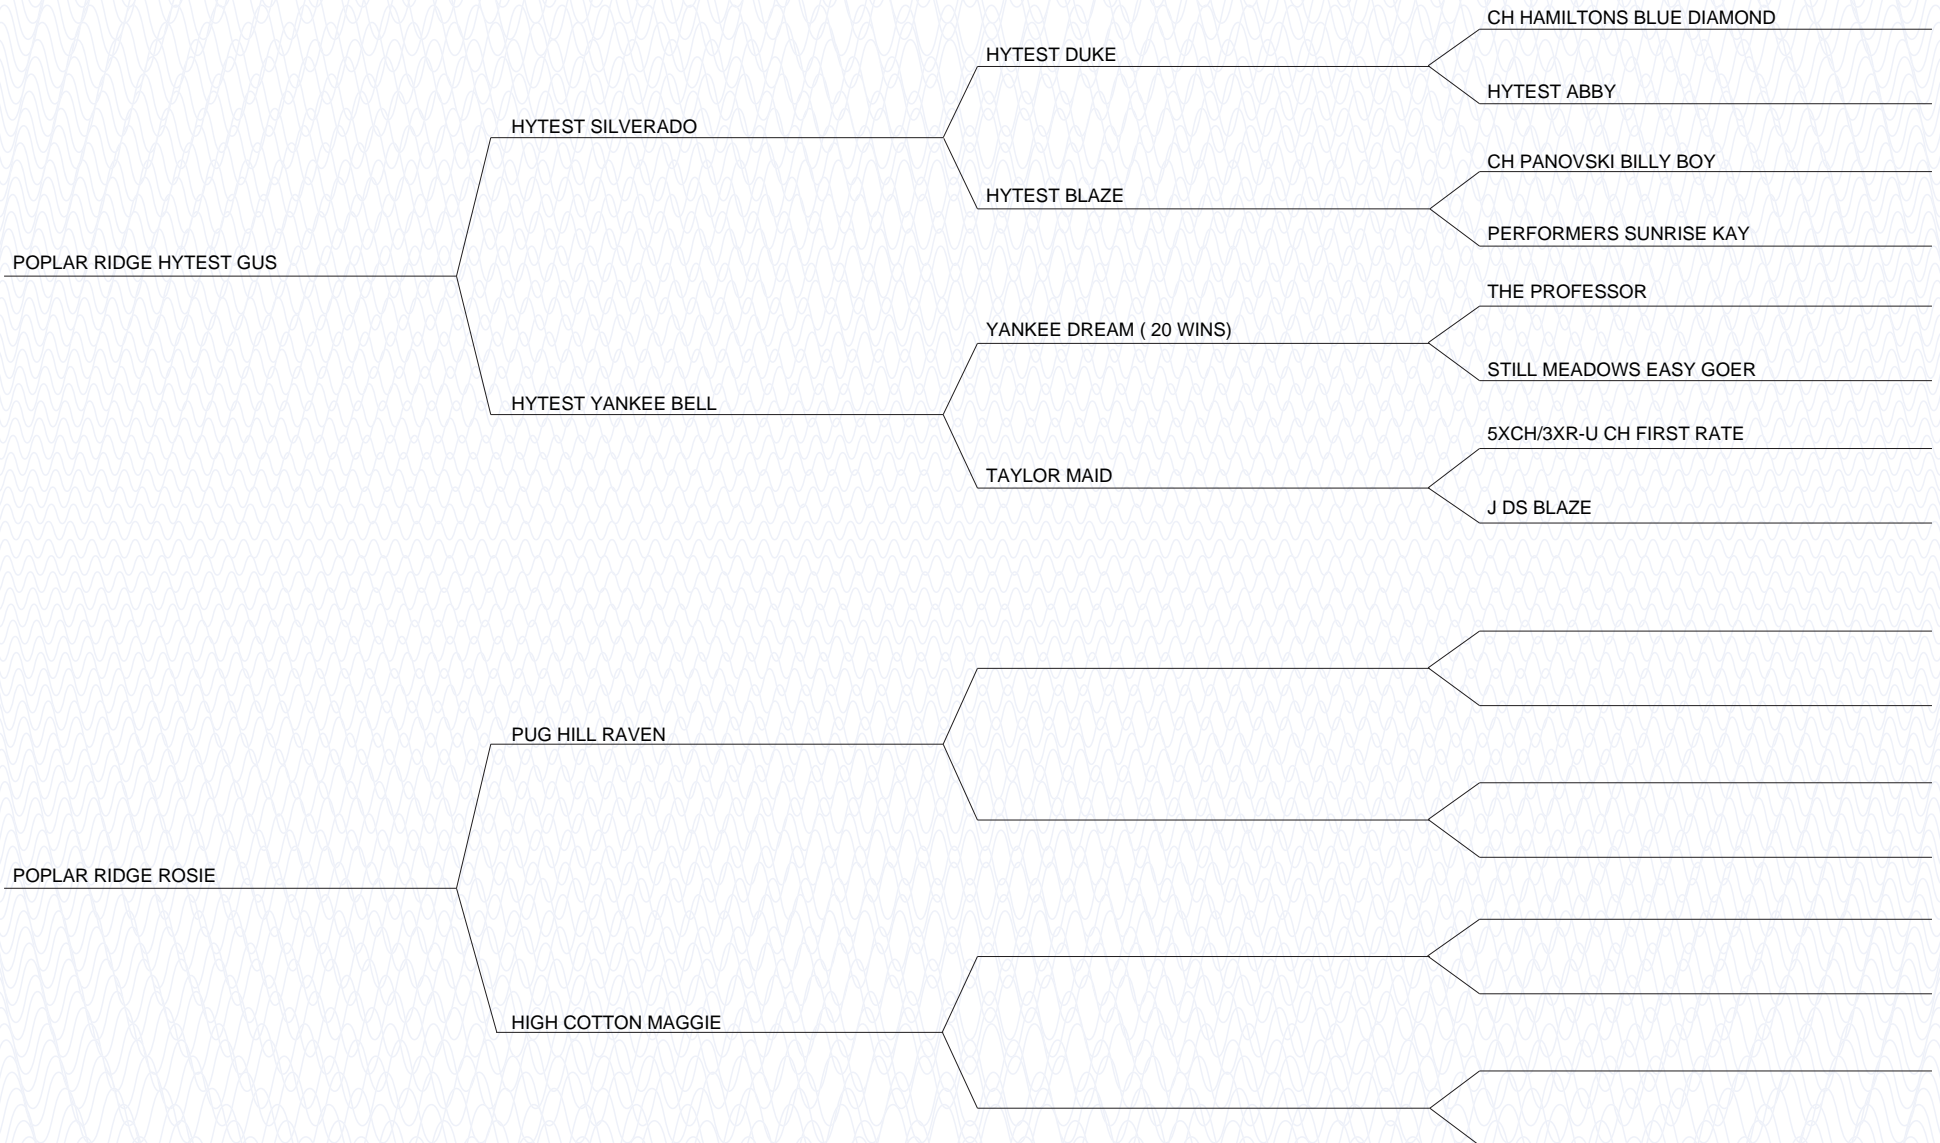 CH HAMILTONS BLUE DIAMOND
HYTEST DUKE
HYTEST ABBY
HYTEST SILVERADO
CH PANOVSKI BILLY BOY
HYTEST BLAZE
PERFORMERS SUNRISE KAY
POPLAR RIDGE HYTEST GUS
THE PROFESSOR
YANKEE DREAM ( 20 WINS)
STILL MEADOWS EASY GOER
HYTEST YANKEE BELL
5XCH/3XR-U CH FIRST RATE
TAYLOR MAID
J DS BLAZE
PUG HILL RAVEN
POPLAR RIDGE ROSIE
HIGH COTTON MAGGIE